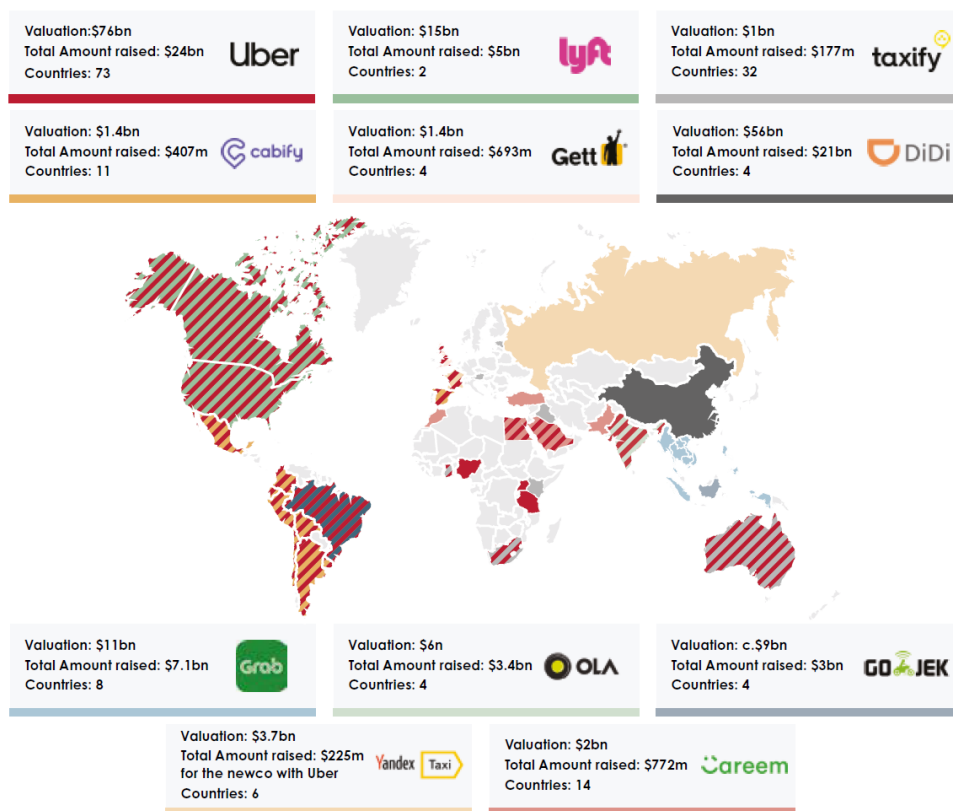 Valuation:$76bn
Total Amount raised: $24bn
Countries: 73
Uber
Valuation: $15bn
Total Amount raised: $5bn
Countries: 2
lyft
Valuation: $1bn
Total Amount raised: $177m
Countries: 32
taxify
Valuation: $1.4bn
Total Amount raised: $407m
Countries: 11
cabify
Valuation: $1.4bn
Total Amount raised: $693m
Countries: 4
Gett
Valuation: $56bn
Total Amount raised: $21bn
Countries: 4
DiDi
Valuation: $11bn
Total Amount raised: $7.1bn
Countries: 8
Grab
Valuation: $6n
Total Amount raised: $3.4bn
Countries: 4
OLA
Valuation: c.$9bn
Total Amount raised: $3bn
Countries: 4
GO JEK
Valuation: $3.7bn
Total Amount raised: $225m
for the newco with Uber
Countries: 6
Yandex Taxi
Valuation: $2bn
Total Amount raised: $772m
Countries: 14
Careem